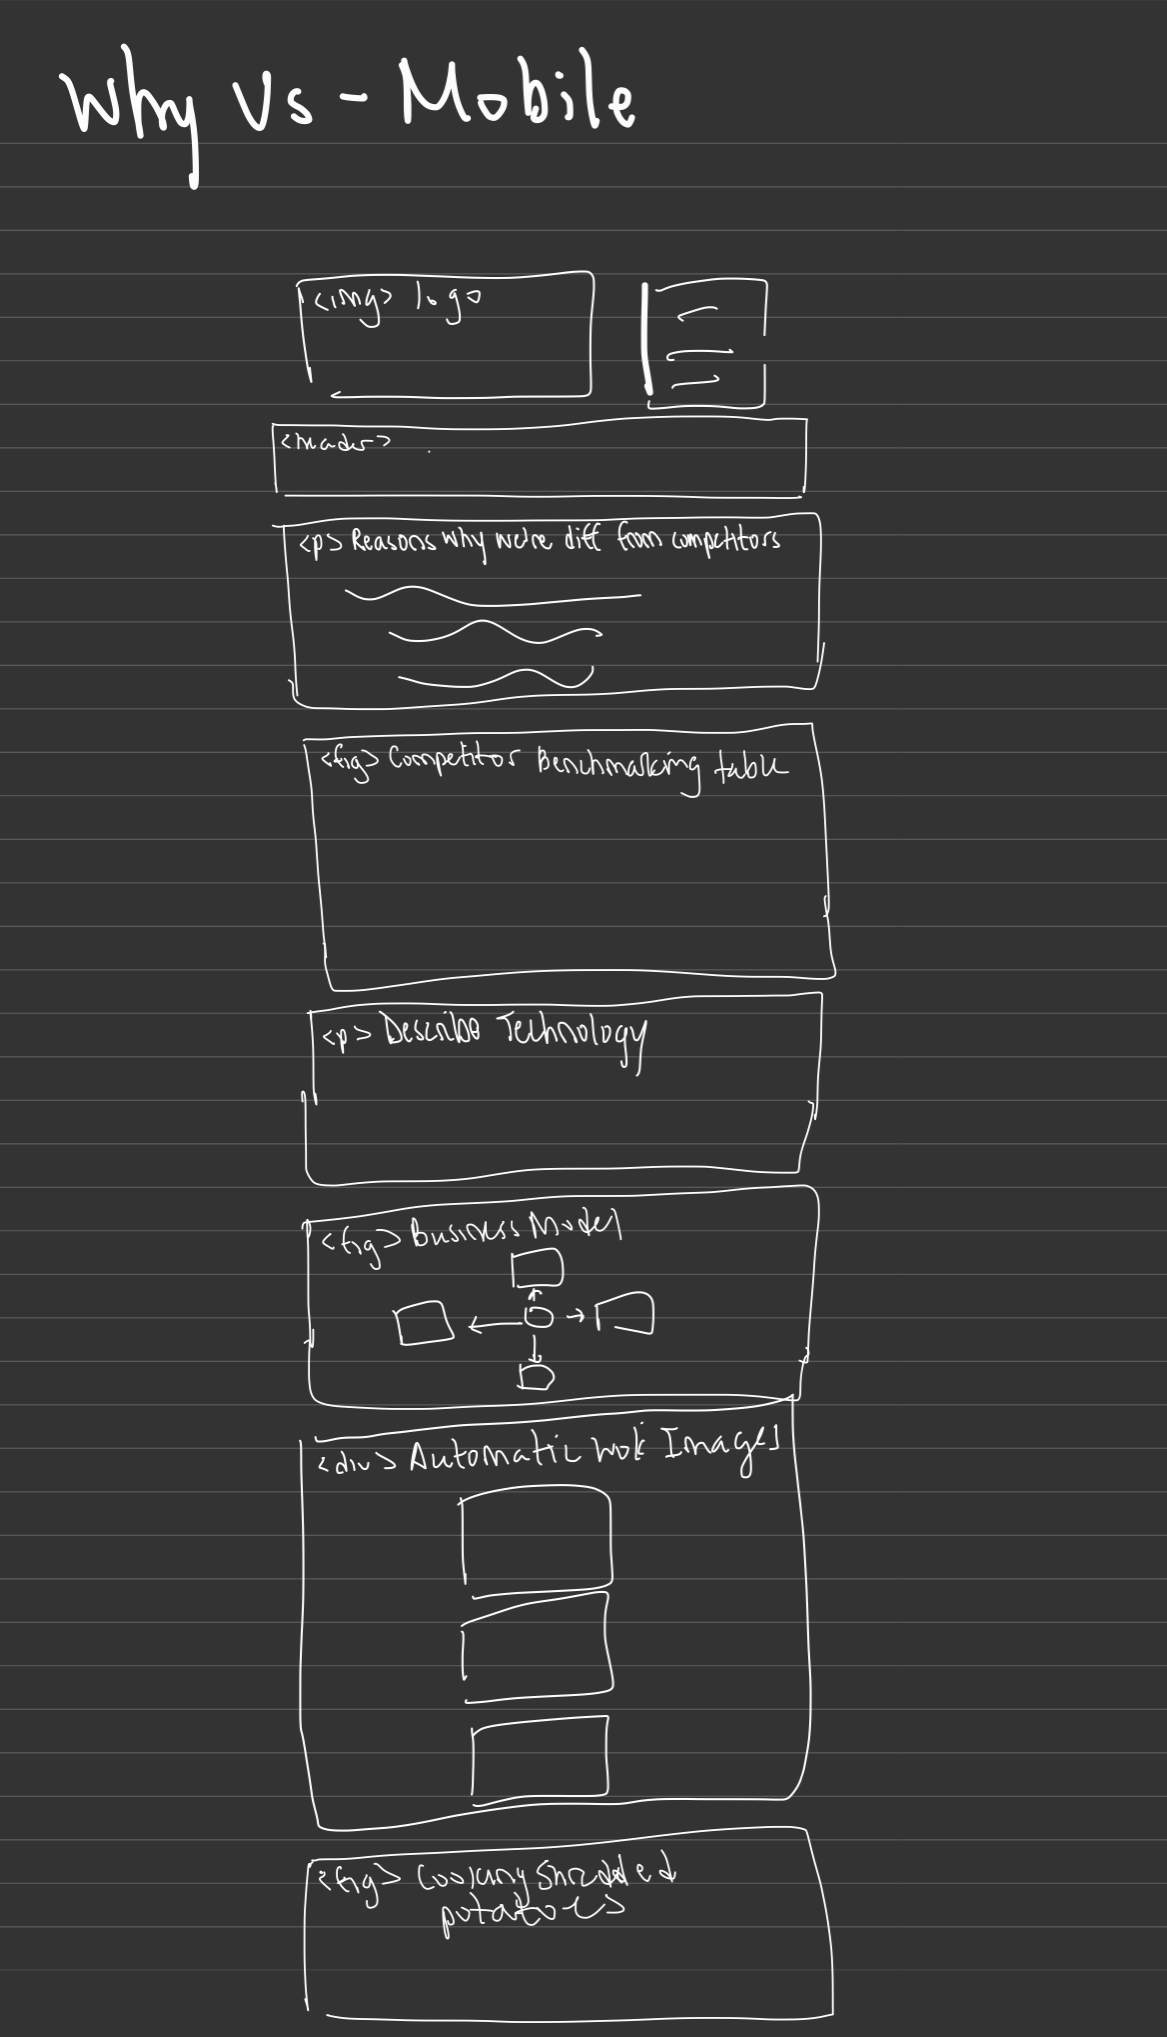 Why Us - Mobile
<img> logo
<header>
<p> Reasons why we're diff from competitors
<fig> Competitor Benchmarking table
<p> Describe Technology
<fig> Business Model
<div> Automatic wok Images
<fig> Cooking Shredded
potatoes